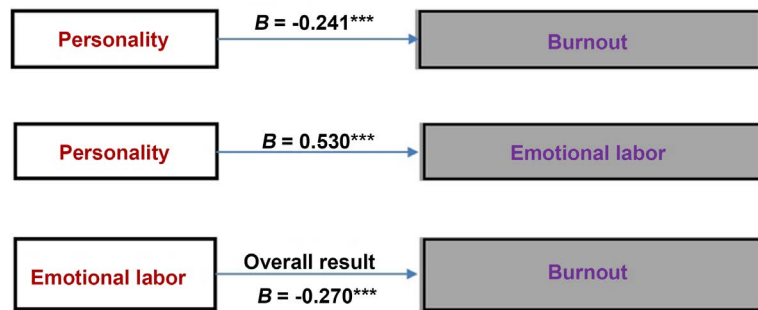 Personality
B = -0.241***
Burnout
Personality
B = 0.530***
Emotional labor
Emotional labor
Overall result
B = -0.270***
Burnout